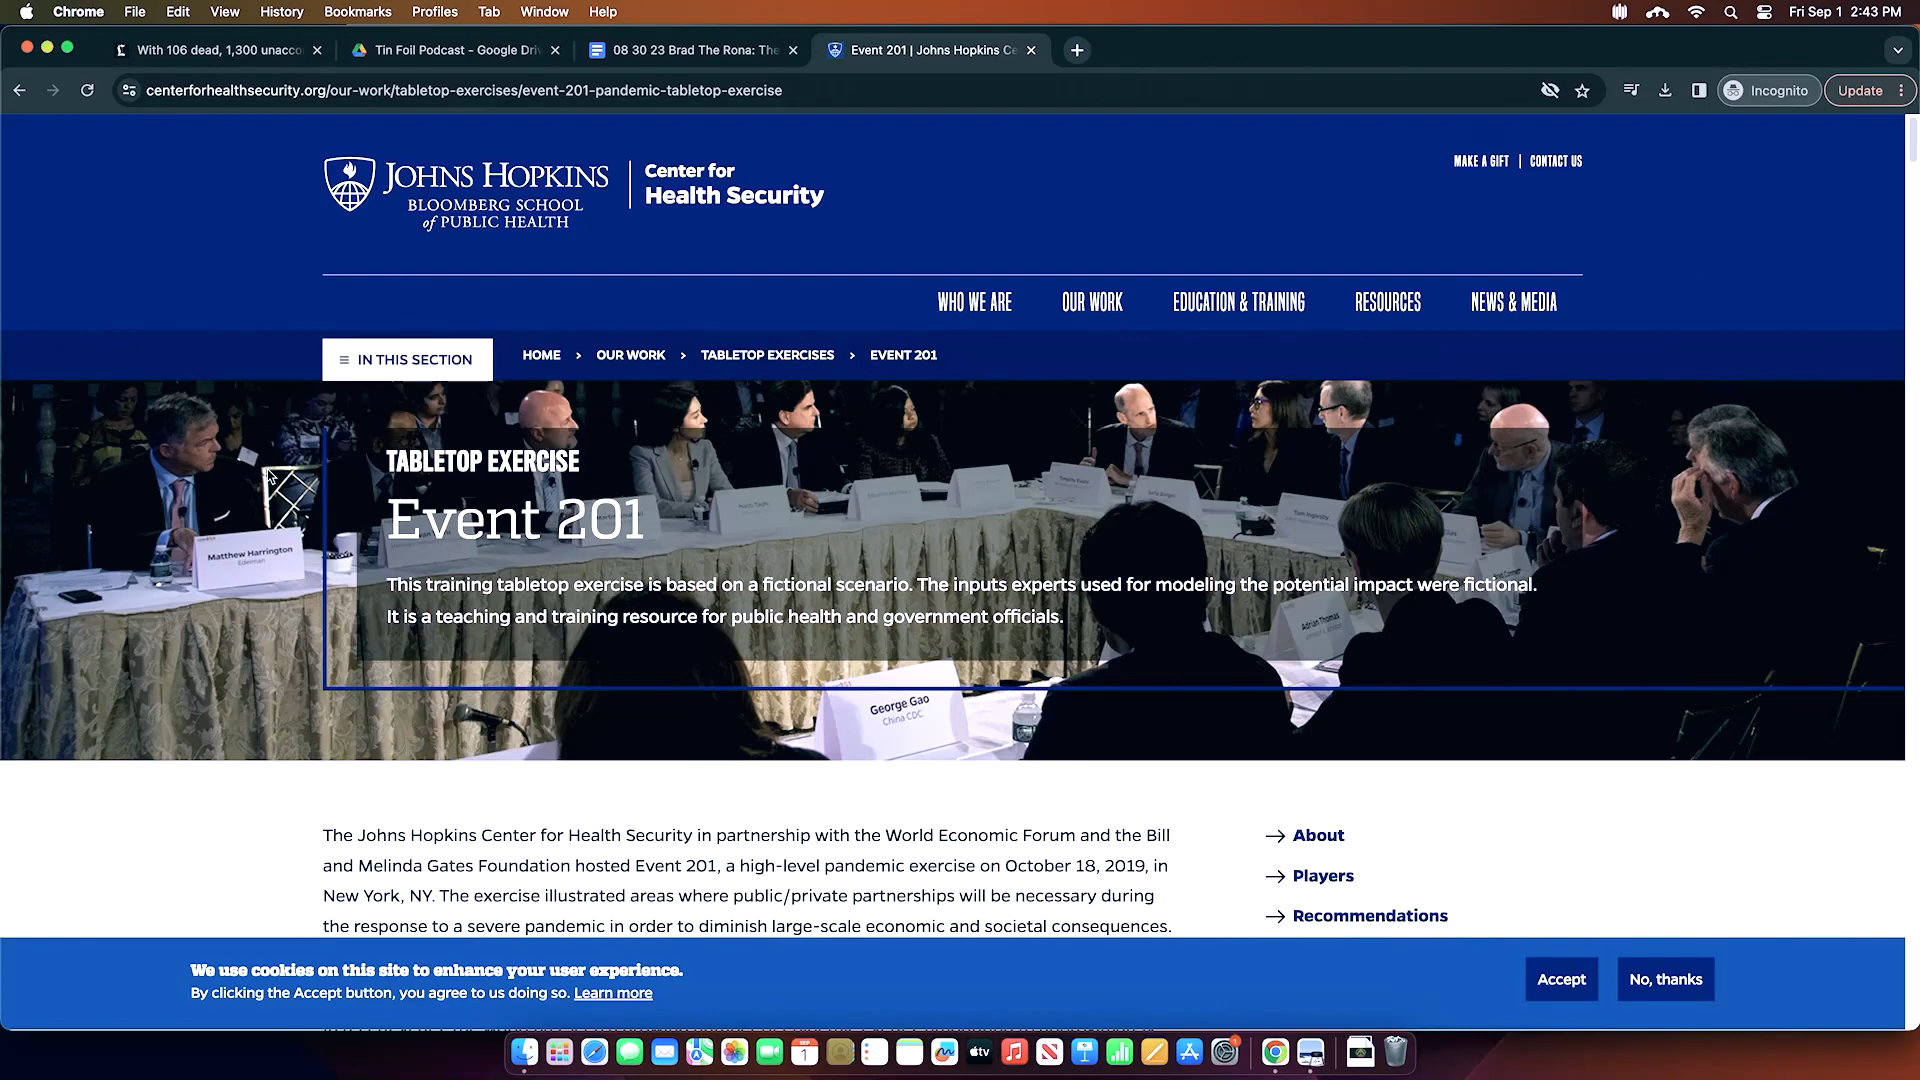 Chrome File Edit View History Bookmarks Profiles Tab Window Help
Fri Sep 1 2:43 PM
With 106 dead, 1,300 unacco
Tin Foil Podcast - Google Dri
08 30 23 Brad The Rona: The
Event 201 | Johns Hopkins Ce
centerforhealthsecurity.org/our-work/tabletop-exercises/event-201-pandemic-tabletop-exercise
Incognito
Update
JOHNS HOPKINS
BLOOMBERG SCHOOL
of PUBLIC HEALTH
Center for
Health Security
MAKE A GIFT | CONTACT US
WHO WE ARE OUR WORK EDUCATION & TRAINING RESOURCES NEWS & MEDIA
IN THIS SECTION
HOME > OUR WORK > TABLETOP EXERCISES > EVENT 201
TABLETOP EXERCISE
Event 201
This training tabletop exercise is based on a fictional scenario. The inputs experts used for modeling the potential impact were fictional.
It is a teaching and training resource for public health and government officials.
Matthew Harrington
Edelman
Adrian Thomas
George Gao
China CDC
The Johns Hopkins Center for Health Security in partnership with the World Economic Forum and the Bill
and Melinda Gates Foundation hosted Event 201, a high-level pandemic exercise on October 18, 2019, in
New York, NY. The exercise illustrated areas where public/private partnerships will be necessary during
the response to a severe pandemic in order to diminish large-scale economic and societal consequences.
About
Players
Recommendations
We use cookies on this site to enhance your user experience.
By clicking the Accept button, you agree to us doing so. Learn more
Accept
No, thanks
SEP
1
tv